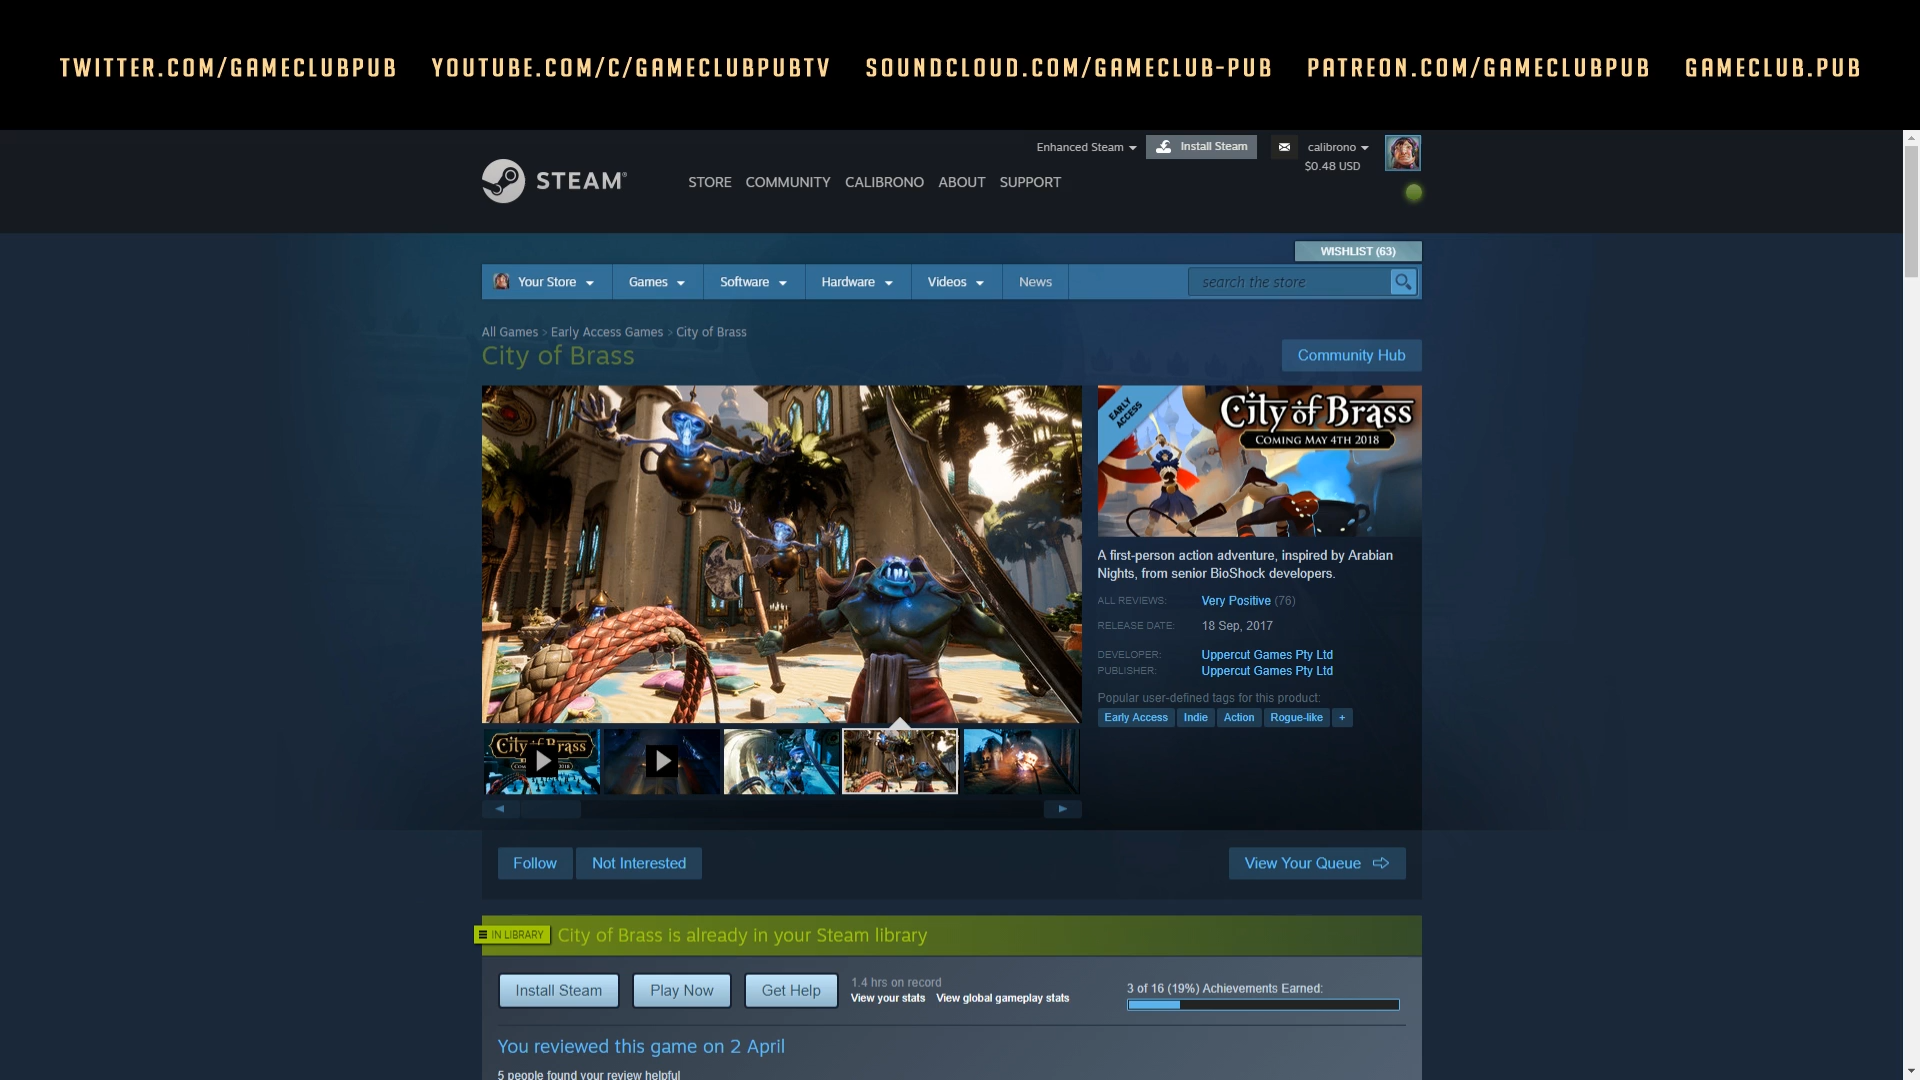 TWITTER.COM/GAMECLUBPUB YOUTUBE.COM/C/GAMECLUBPUBTV SOUNDCLOUD.COM/GAMECLUB-PUB PATREON.COM/GAMECLUBPUB GAMECLUB.PUB
Enhanced Steam Install Steam calibrono
$0.48 USD
STEAM®
STORE COMMUNITY CALIBRONO ABOUT SUPPORT
WISHLIST (63)
Your Store Games Software Hardware Videos News search the store
All Games > Early Access Games > City of Brass
City of Brass
Community Hub
EARLY ACCESS
City of Brass
COMING MAY 4TH 2018
A first-person action adventure, inspired by Arabian
Nights, from senior BioShock developers.
ALL REVIEWS: Very Positive (76)
RELEASE DATE: 18 Sep, 2017
DEVELOPER: Uppercut Games Pty Ltd
PUBLISHER: Uppercut Games Pty Ltd
Popular user-defined tags for this product:
Early Access Indie Action Rogue-like +
City of Brass
Follow Not Interested View Your Queue
IN LIBRARY City of Brass is already in your Steam library
Install Steam Play Now Get Help
1.4 hrs on record
View your stats View global gameplay stats
3 of 16 (19%) Achievements Earned:
You reviewed this game on 2 April
5 people found your review helpful